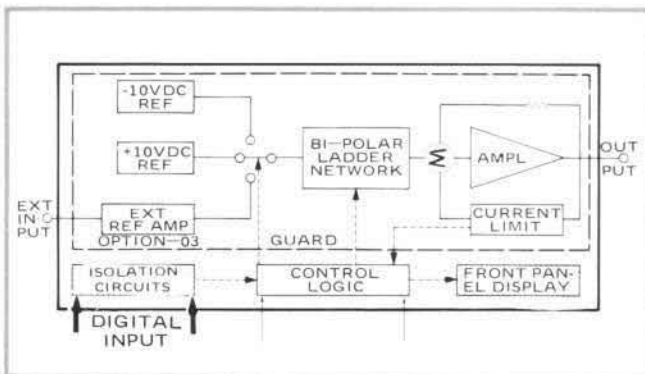 -10VDC
REF
+10VDC
REF
BI-POLAR
LADDER
NETWORK
Σ
AMPL
OUT
PUT
EXT
IN
PUT
EXT
REF AMP
OPTION-03
GUARD
CURRENT
LIMIT
ISOLATION
CIRCUITS
CONTROL
LOGIC
FRONT PAN-
EL DISPLAY
DIGITAL
INPUT